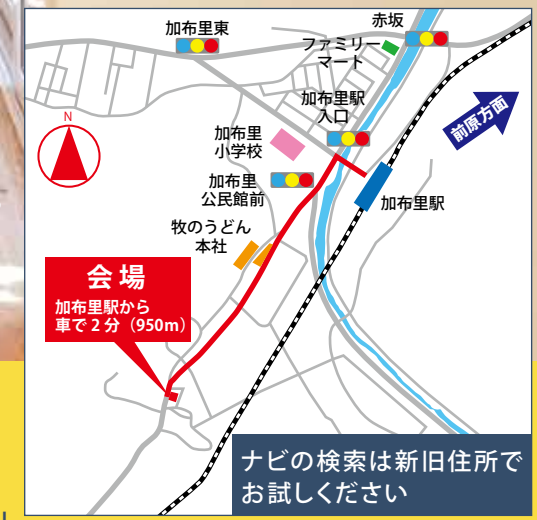 加布里東
赤坂
ファミリー
マート
加布里駅
入口
N
前原方面
加布里
小学校
加布里
公民館前
加布里駅
牧のうどん
本社
会場
加布里駅から
車で2分（950m）
ナビの検索は新旧住所で
お試しください